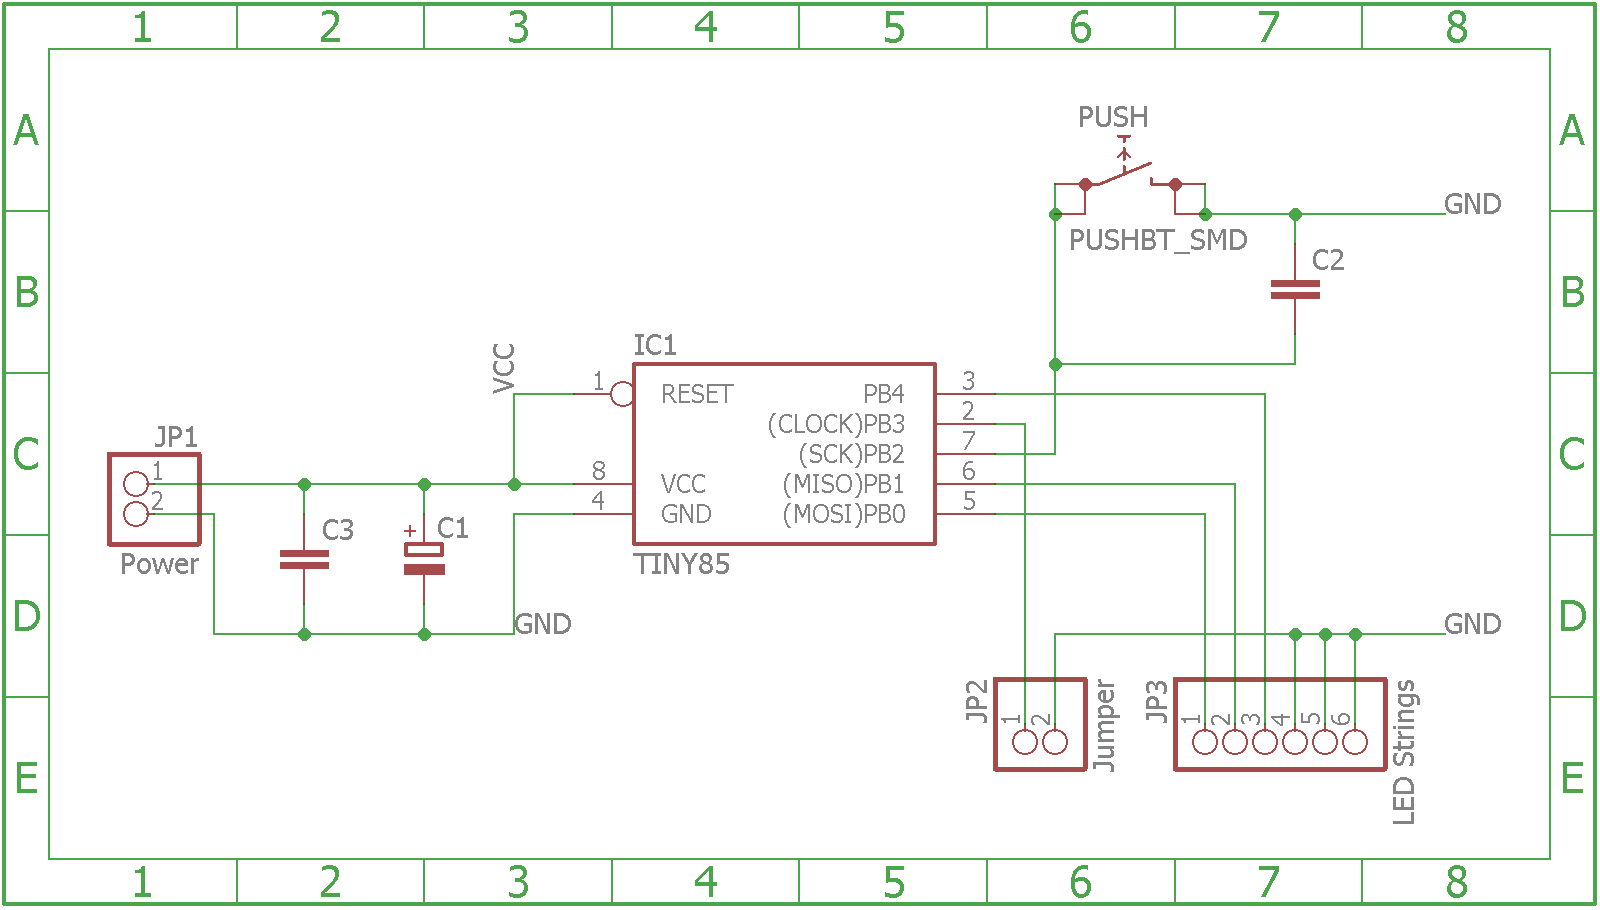 1 2 3 4 5 6 7 8
A A
PUSH
GND
PUSHBT_SMD
C2
B B
VCC
IC1
1 RESET PB4 3
(CLOCK)PB3 2
(SCK)PB2 7
8 VCC (MISO)PB1 6
4 GND (MOSI)PB0 5
TINY85
C C
JP1
1
2
Power
C3
+ C1
GND
D D
GND
JP2
1 2
Jumper
JP3
1 2 3 4 5 6
LED Strings
E E
1 2 3 4 5 6 7 8